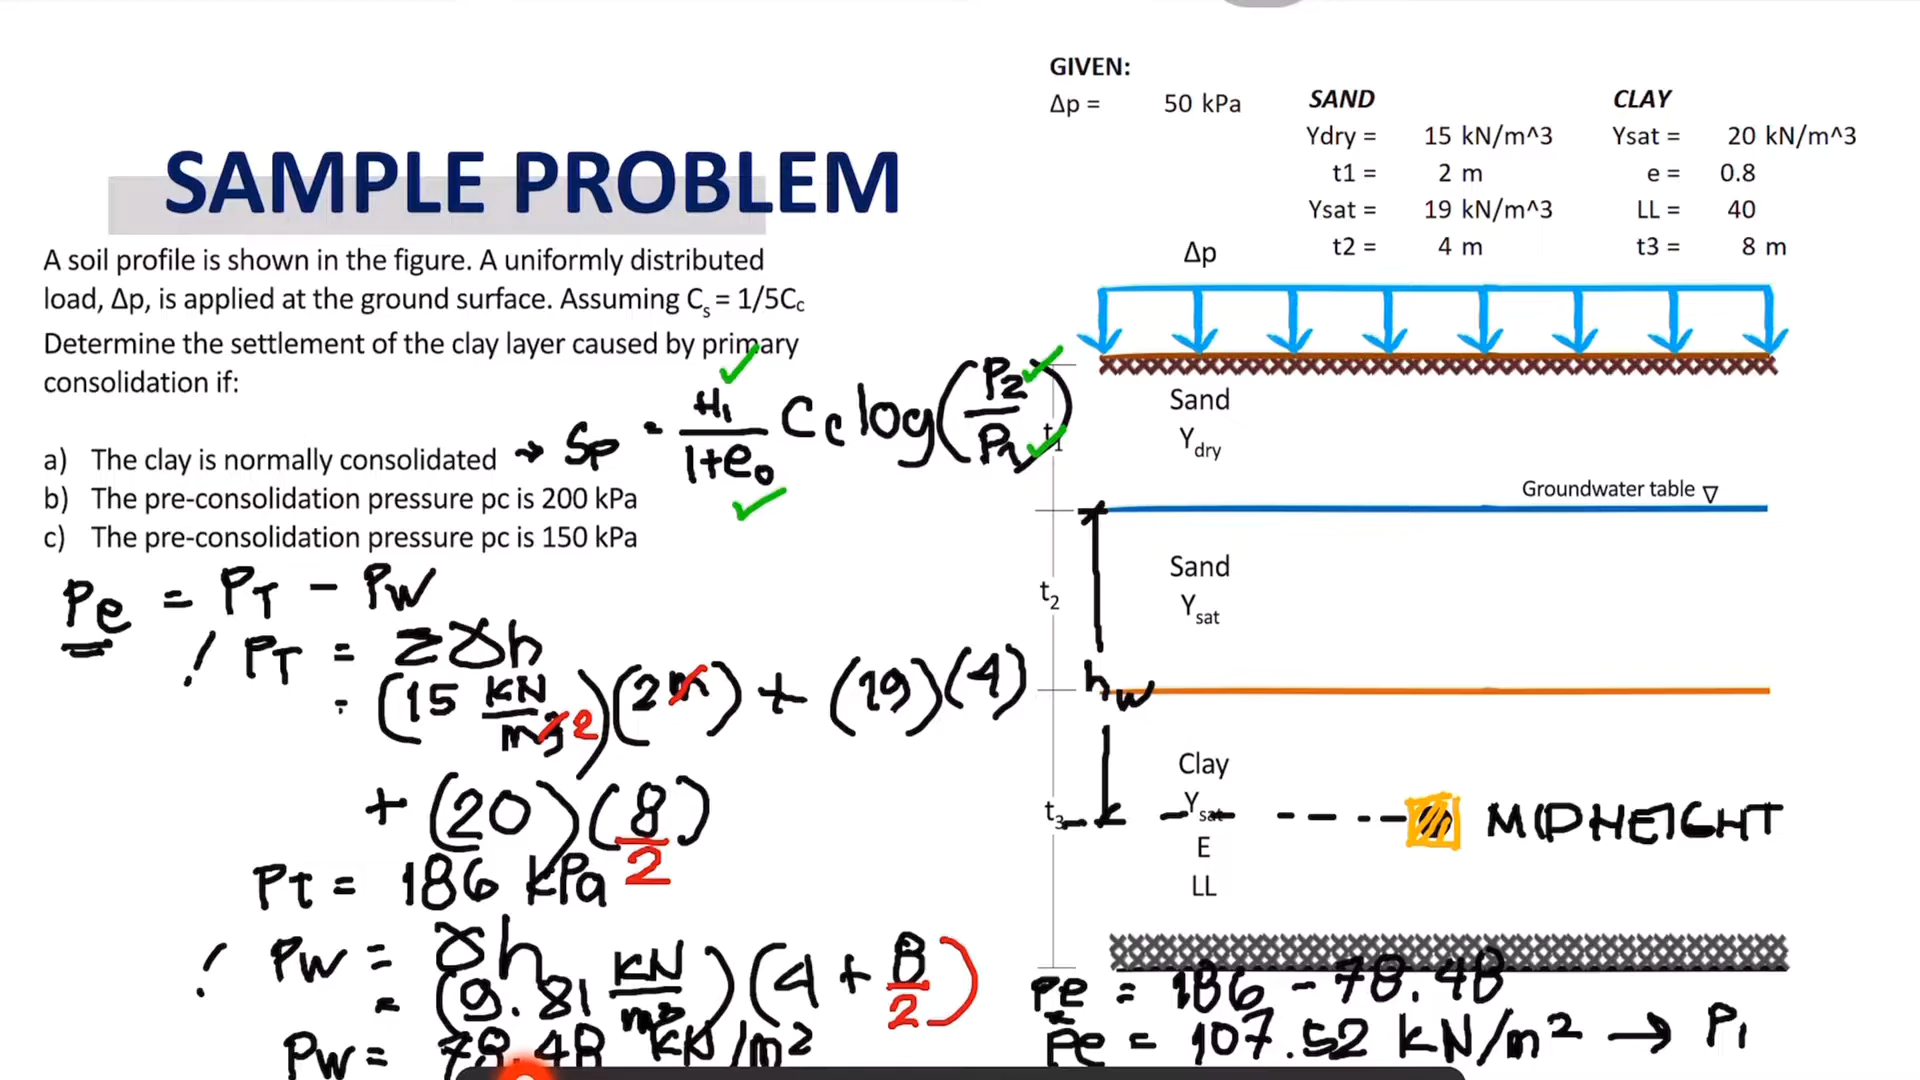 SAMPLE PROBLEM
A soil profile is shown in the figure. A uniformly distributed
load, Δp, is applied at the ground surface. Assuming Cs = 1/5Cc
Determine the settlement of the clay layer caused by primary
consolidation if:
a) The clay is normally consolidated → Sp = H1/1+e0 Cc log(P2/P1)
b) The pre-consolidation pressure pc is 200 kPa
c) The pre-consolidation pressure pc is 150 kPa
Pe = PT - PW
! PT = Σɣh
= (15 KN/m3 2)(2m) + (19)(4)
+ (20)(8/2)
Pt = 186 kPa
! PW = ɣh
= (9.81 KN/m3)(4 + 8/2)
PW = 78.48 KN/m2
GIVEN:
Δp = 50 kPa
SAND
Ydry = 15 kN/m^3
t1 = 2 m
Ysat = 19 kN/m^3
t2 = 4 m
CLAY
Ysat = 20 kN/m^3
e = 0.8
LL = 40
t3 = 8 m
Δp
Sand
Ydry
t1
Groundwater table
Sand
Ysat
t2
hw
Clay
Ysat
t3
MIDHEIGHT
E
LL
Pe = 186 - 78.48
Pe = 107.52 KN/m2 → P1